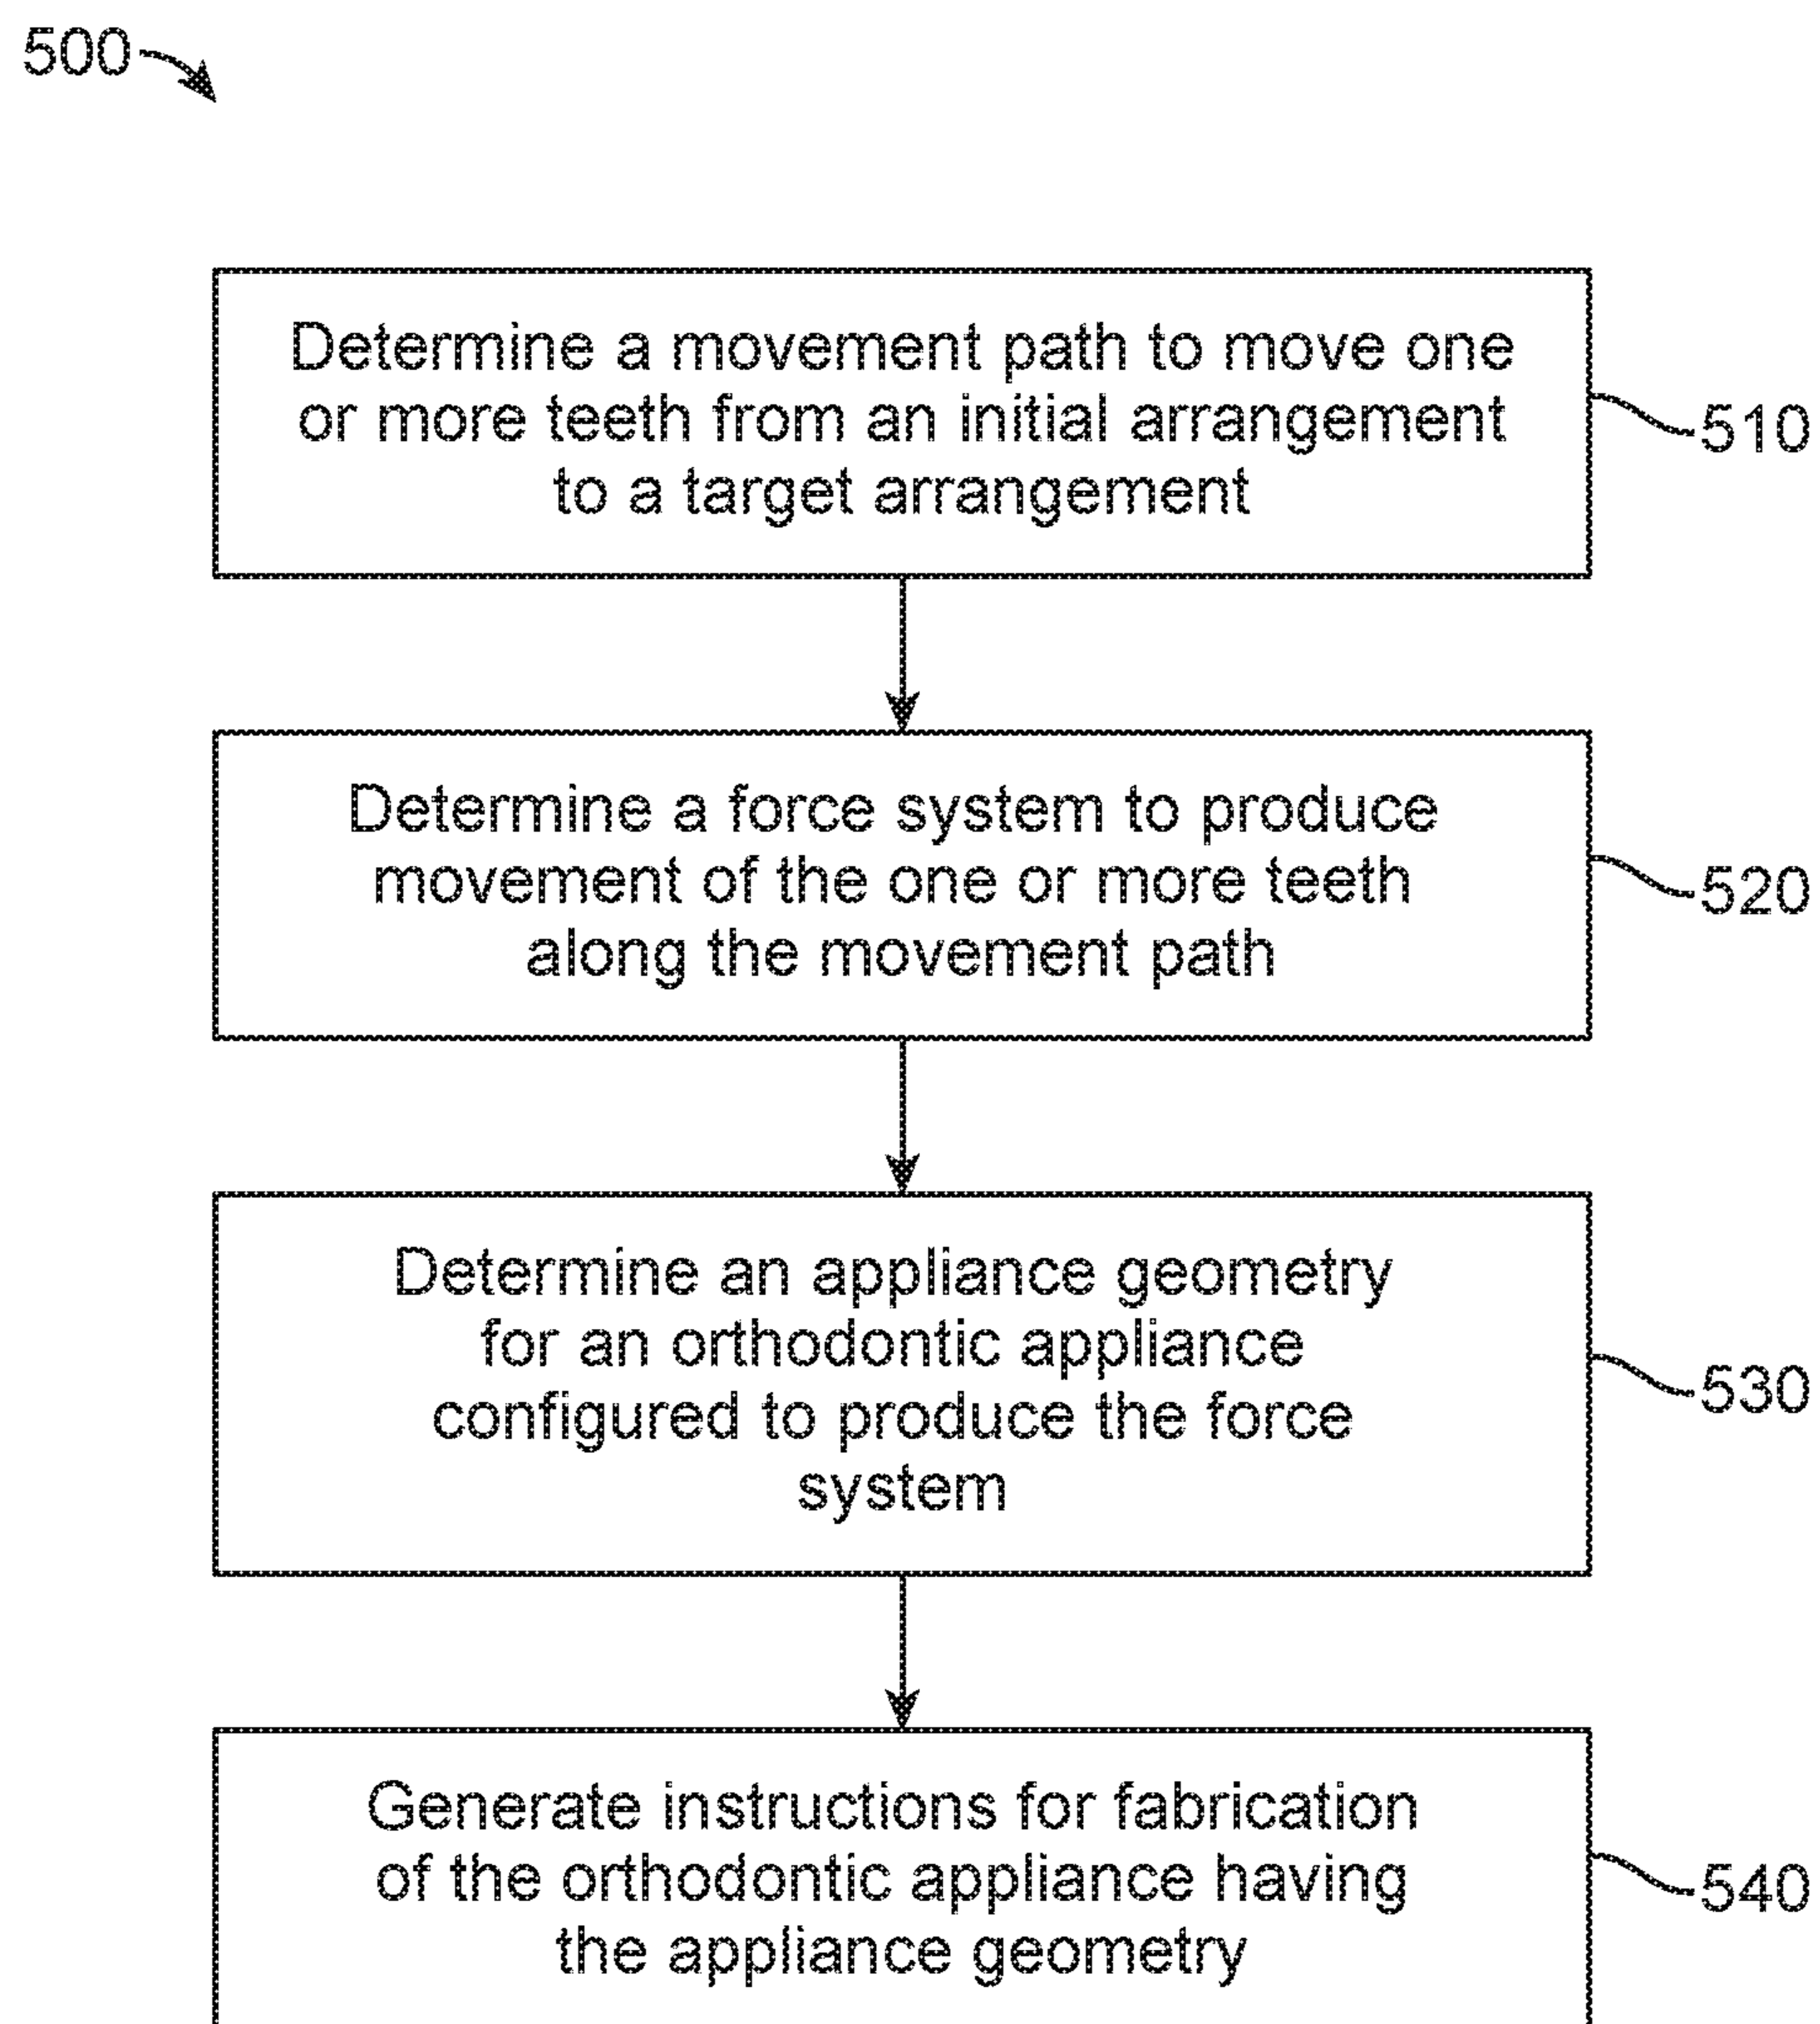 500
Determine a movement path to move one
or more teeth from an initial arrangement
to a target arrangement
510
Determine a force system to produce
movement of the one or more teeth
along the movement path
520
Determine an appliance geometry
for an orthodontic appliance
configured to produce the force
system
530
Generate instructions for fabrication
of the orthodontic appliance having
the appliance geometry
540